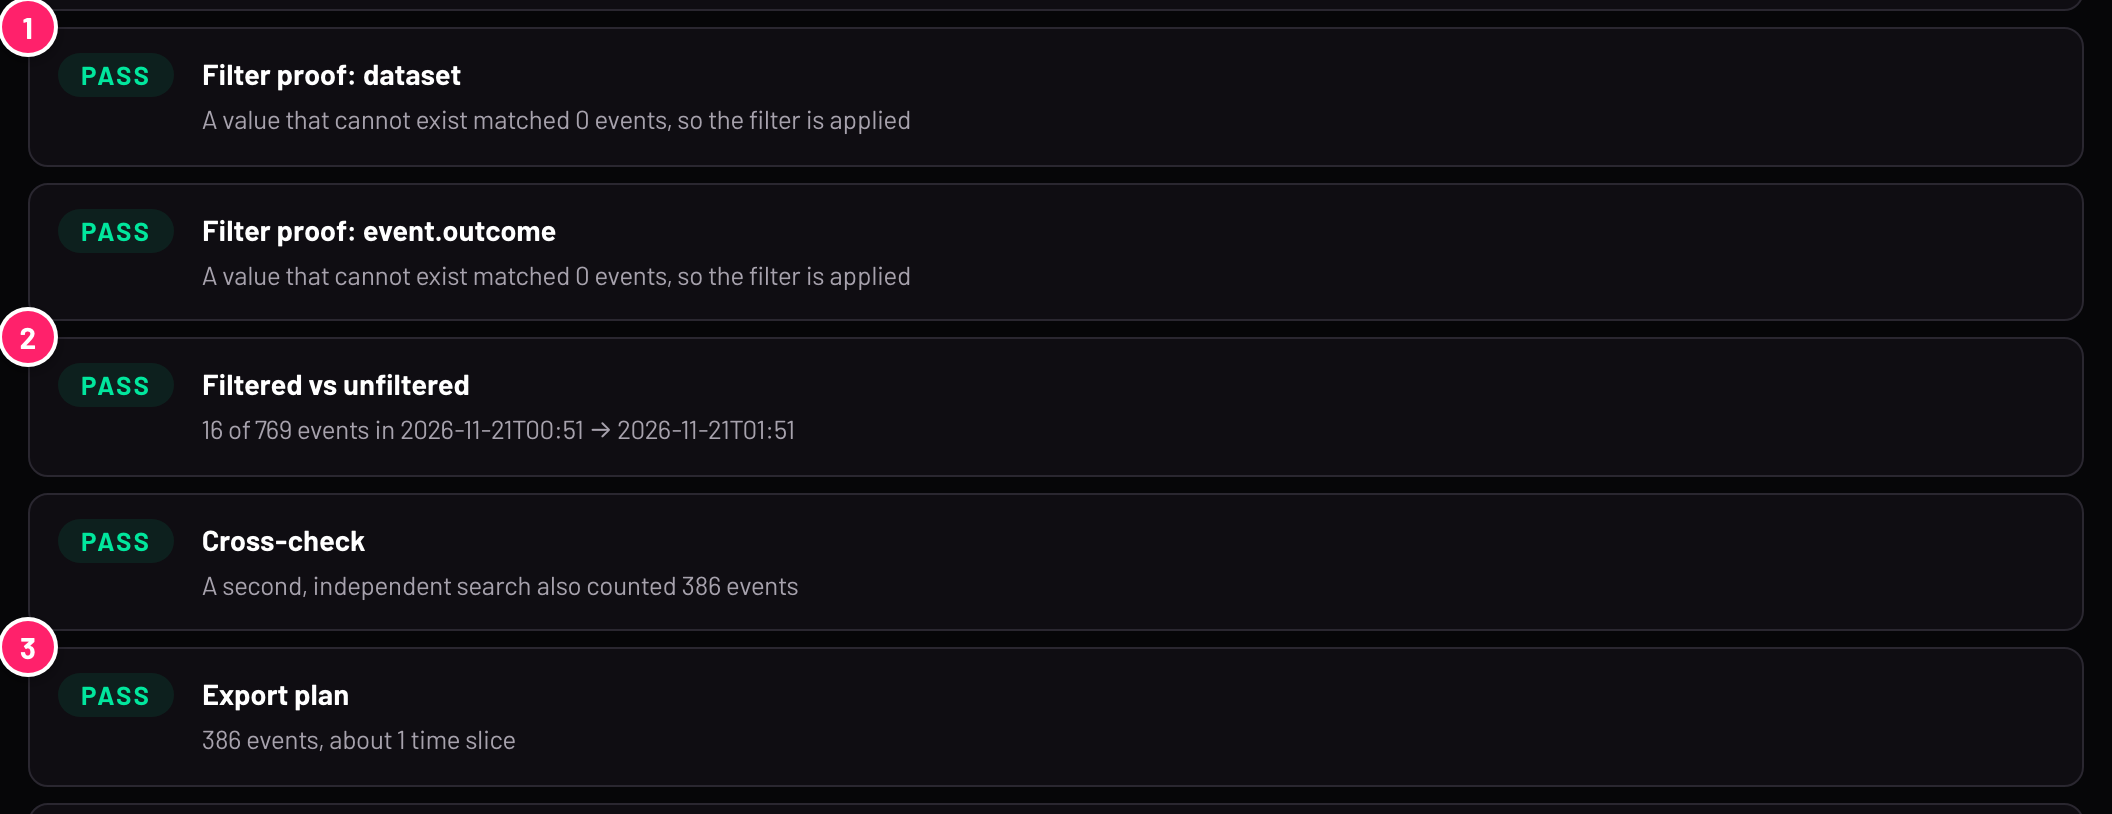 1
PASS
Filter proof: dataset
A value that cannot exist matched 0 events, so the filter is applied
PASS
Filter proof: event.outcome
A value that cannot exist matched 0 events, so the filter is applied
2
PASS
Filtered vs unfiltered
16 of 769 events in 2026-11-21T00:51 → 2026-11-21T01:51
PASS
Cross-check
A second, independent search also counted 386 events
3
PASS
Export plan
386 events, about 1 time slice